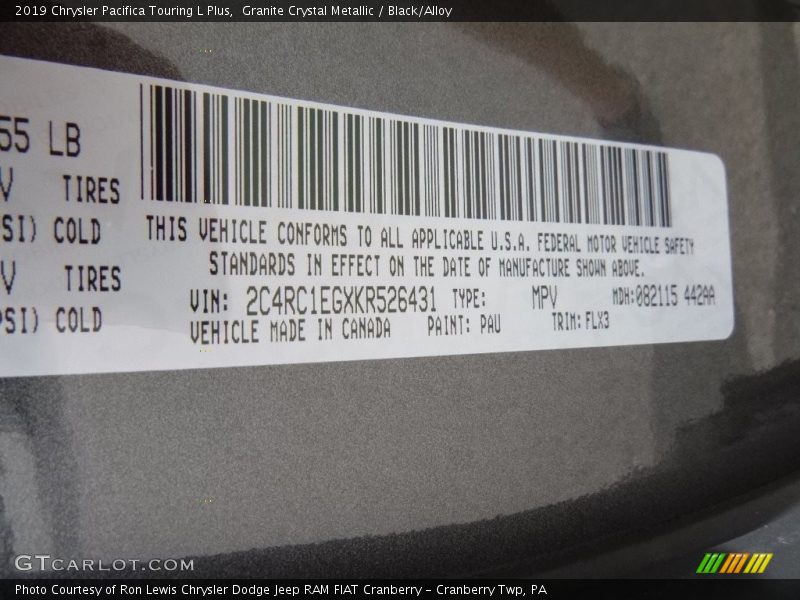 2019 Chrysler Pacifica Touring L Plus,  Granite Crystal Metallic / Black/Alloy
55 LB
TIRES
SI) COLD
THIS VEHICLE CONFORMS TO ALL APPLICABLE U.S.A. FEDERAL MOTOR VEHICLE SAFETY
STANDARDS IN EFFECT ON THE DATE OF MANUFACTURE SHOWN ABOVE.
TIRES
VIN: 2C4RC1EGXKR526431 TYPE: MPV MDH:082115 442AA
PSI) COLD
VEHICLE MADE IN CANADA PAINT: PAU TRIM: FLX3
GTCARLOT.COM
Photo Courtesy of Ron Lewis Chrysler Dodge Jeep RAM FIAT Cranberry – Cranberry Twp, PA